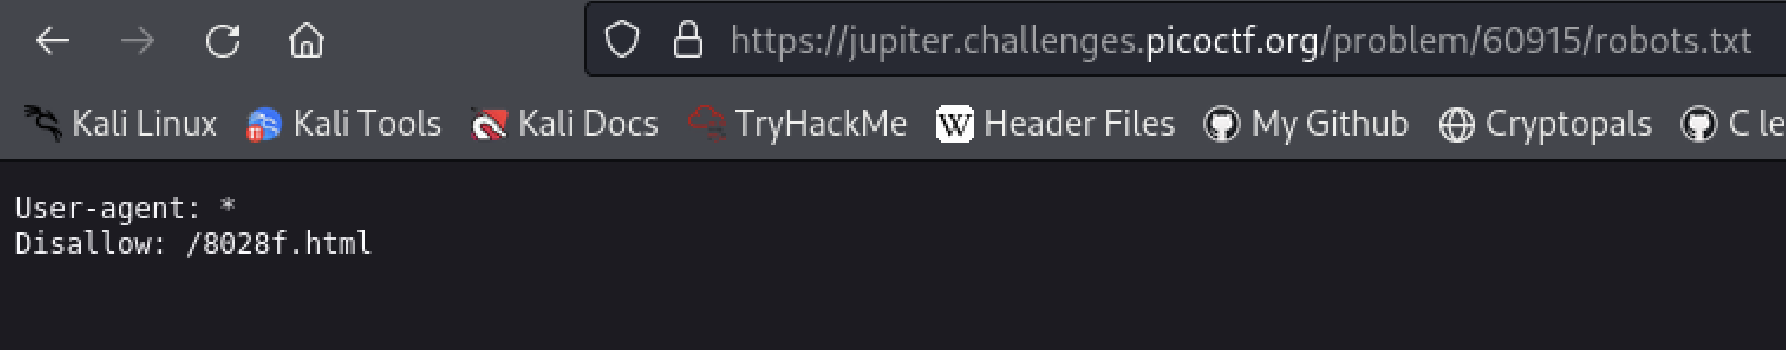 https://jupiter.challenges.picoctf.org/problem/60915/robots.txt
Kali Linux Kali Tools Kali Docs TryHackMe W Header Files My Github Cryptopals C le
User-agent: *
Disallow: /8028f.html